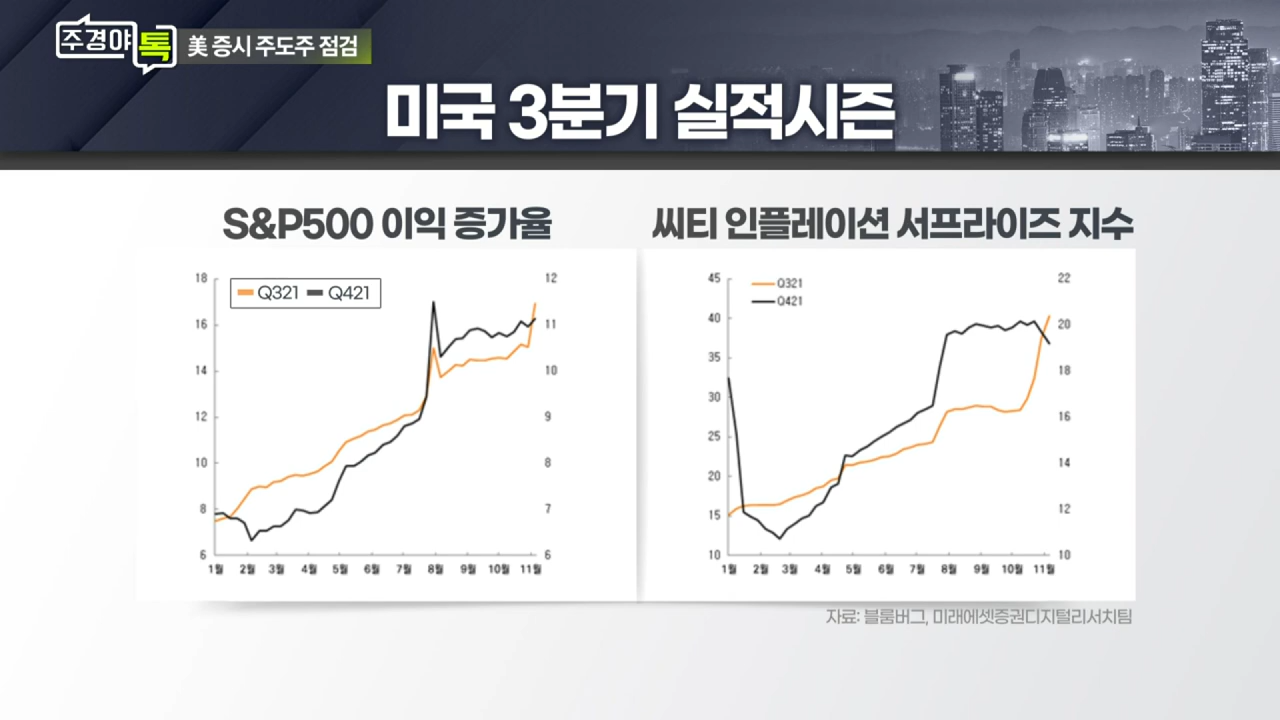 주경야톡
美 증시 주도주 점검
미국 3분기 실적시즌
S&P500 이익 증가율
Q321 Q421
18
16
14
12
10
8
6
12
11
10
9
8
7
6
1월 2월 3월 4월 5월 6월 7월 8월 9월 10월 11월
씨티 인플레이션 서프라이즈 지수
Q321
Q421
45
40
35
30
25
20
15
10
22
20
18
16
14
12
10
1월 2월 3월 4월 5월 6월 7월 8월 9월 10월 11월
자료: 블룸버그, 미래에셋증권디지털리서치팀